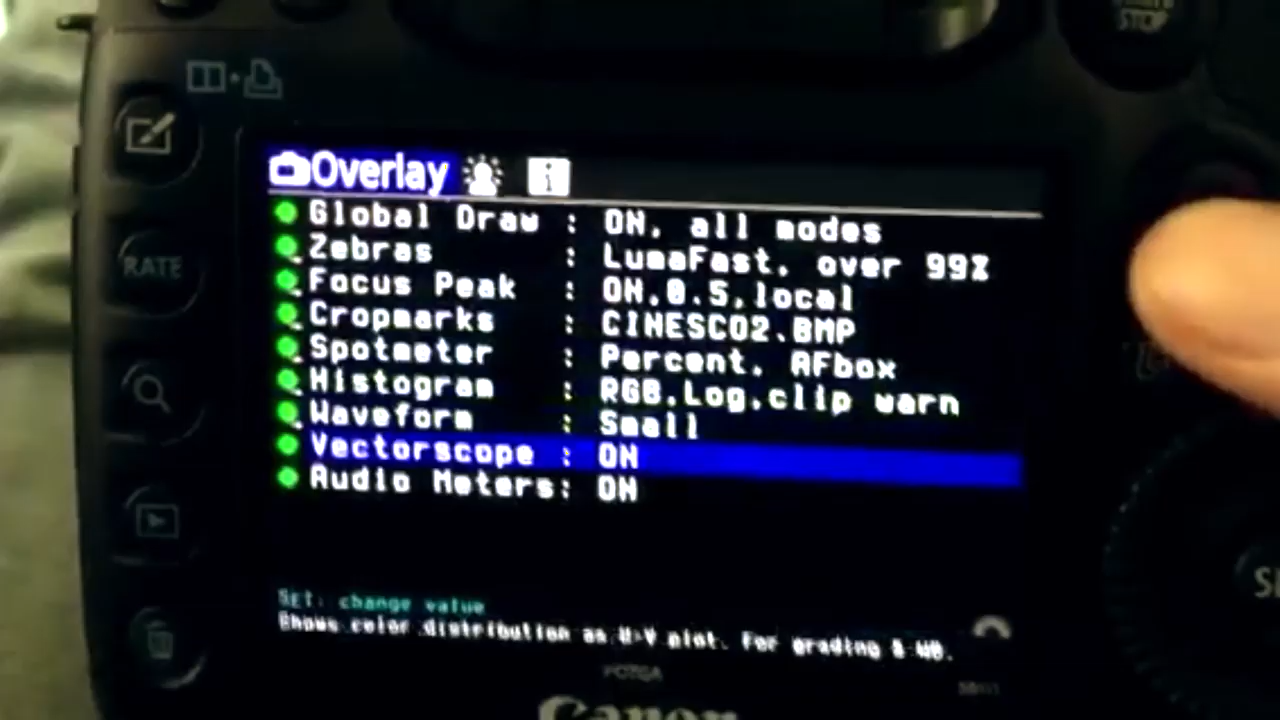 STOP
RATE
Overlay
Global Draw : ON, all modes
Zebras : LumaFast, over 99%
Focus Peak : ON,0.5,local
Cropmarks : CINESCO2.BMP
Spotmeter : Percent, AFbox
Histogram : RGB,Log,clip warn
Waveform : Small
Vectorscope : ON
Audio Meters: ON
SET: change value
Shows color distribution as U-V plot. For grading & WB.
FOTGA
Canon